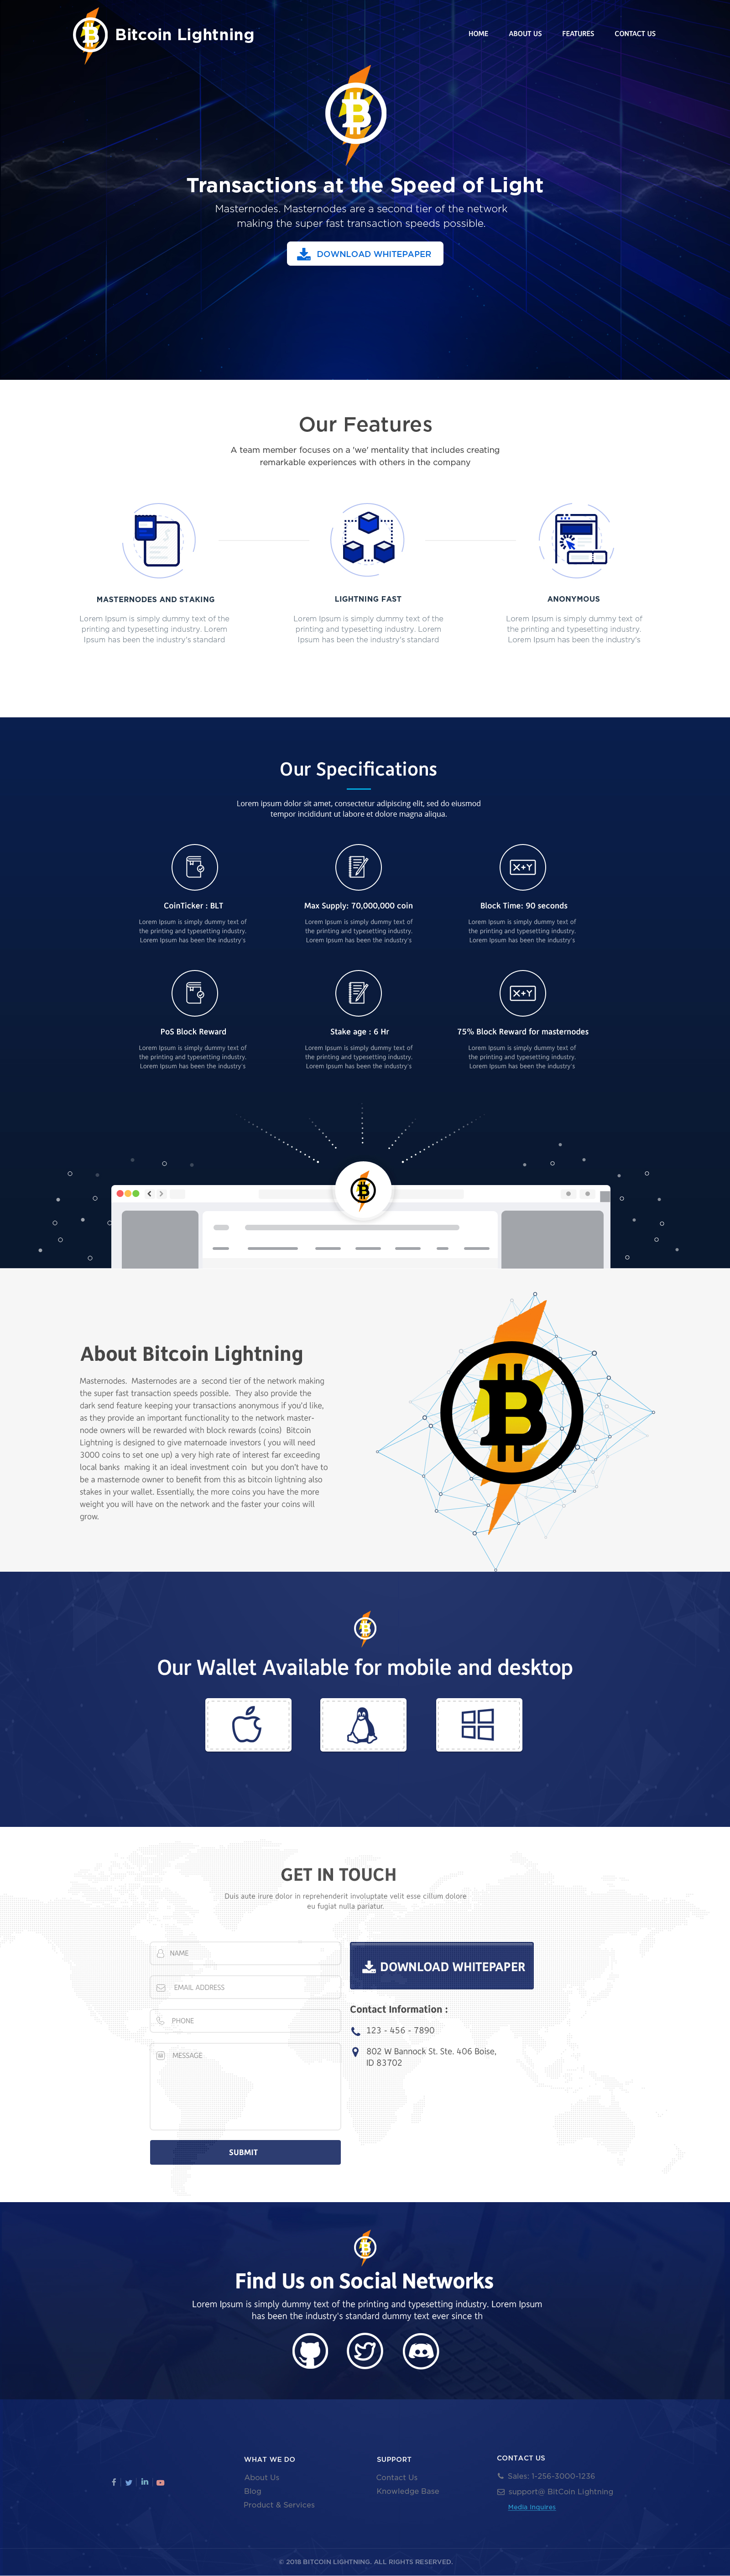 Bitcoin Lightning
HOME ABOUT US FEATURES CONTACT US
Transactions at the Speed of Light
Masternodes. Masternodes are a second tier of the network
making the super fast transaction speeds possible.
DOWNLOAD WHITEPAPER
Our Features
A team member focuses on a 'we' mentality that includes creating
remarkable experiences with others in the company
MASTERNODES AND STAKING
Lorem Ipsum is simply dummy text of the
printing and typesetting industry. Lorem
Ipsum has been the industry's standard
LIGHTNING FAST
Lorem Ipsum is simply dummy text of the
printing and typesetting industry. Lorem
Ipsum has been the industry's standard
ANONYMOUS
Lorem Ipsum is simply dummy text of
the printing and typesetting industry.
Lorem Ipsum has been the industry's
Our Specifications
Lorem ipsum dolor sit amet, consectetur adipiscing elit, sed do eiusmod
tempor incididunt ut labore et dolore magna aliqua.
CoinTicker : BLT
Lorem Ipsum is simply dummy text of
the printing and typesetting industry.
Lorem Ipsum has been the industry's
Max Supply: 70,000,000 coin
Lorem Ipsum is simply dummy text of
the printing and typesetting industry.
Lorem Ipsum has been the industry's
X+Y
Block Time: 90 seconds
Lorem Ipsum is simply dummy text of
the printing and typesetting industry.
Lorem Ipsum has been the industry's
PoS Block Reward
Lorem Ipsum is simply dummy text of
the printing and typesetting industry.
Lorem Ipsum has been the industry's
Stake age : 6 Hr
Lorem Ipsum is simply dummy text of
the printing and typesetting industry.
Lorem Ipsum has been the industry's
X+Y
75% Block Reward for masternodes
Lorem Ipsum is simply dummy text of
the printing and typesetting industry.
Lorem Ipsum has been the industry's
About Bitcoin Lightning
Masternodes. Masternodes are a second tier of the network making
the super fast transaction speeds possible. They also provide the
dark send feature keeping your transactions anonymous if you'd like,
as they provide an important functionality to the network master-
node owners will be rewarded with block rewards (coins) Bitcoin
Lightning is designed to give maternoade investors ( you will need
3000 coins to set one up) a very high rate of interest far exceeding
local banks making it an ideal investment coin but you don't have to
be a masternode owner to benefit from this as bitcoin lightning also
stakes in your wallet. Essentially, the more coins you have the more
weight you will have on the network and the faster your coins will
grow.
Our Wallet Available for mobile and desktop
GET IN TOUCH
Duis aute irure dolor in reprehenderit involuptate velit esse cillum dolore
eu fugiat nulla pariatur.
NAME
EMAIL ADDRESS
PHONE
MESSAGE
SUBMIT
DOWNLOAD WHITEPAPER
Contact Information :
123 - 456 - 7890
802 W Bannock St. Ste. 406 Boise,
ID 83702
Find Us on Social Networks
Lorem Ipsum is simply dummy text of the printing and typesetting industry. Lorem Ipsum
has been the industry's standard dummy text ever since th
WHAT WE DO
About Us
Blog
Product & Services
SUPPORT
Contact Us
Knowledge Base
CONTACT US
Sales: 1-256-3000-1236
support@ BitCoin Lightning
Media Inquires
© 2018 BITCOIN LIGHTNING. ALL RIGHTS RESERVED.